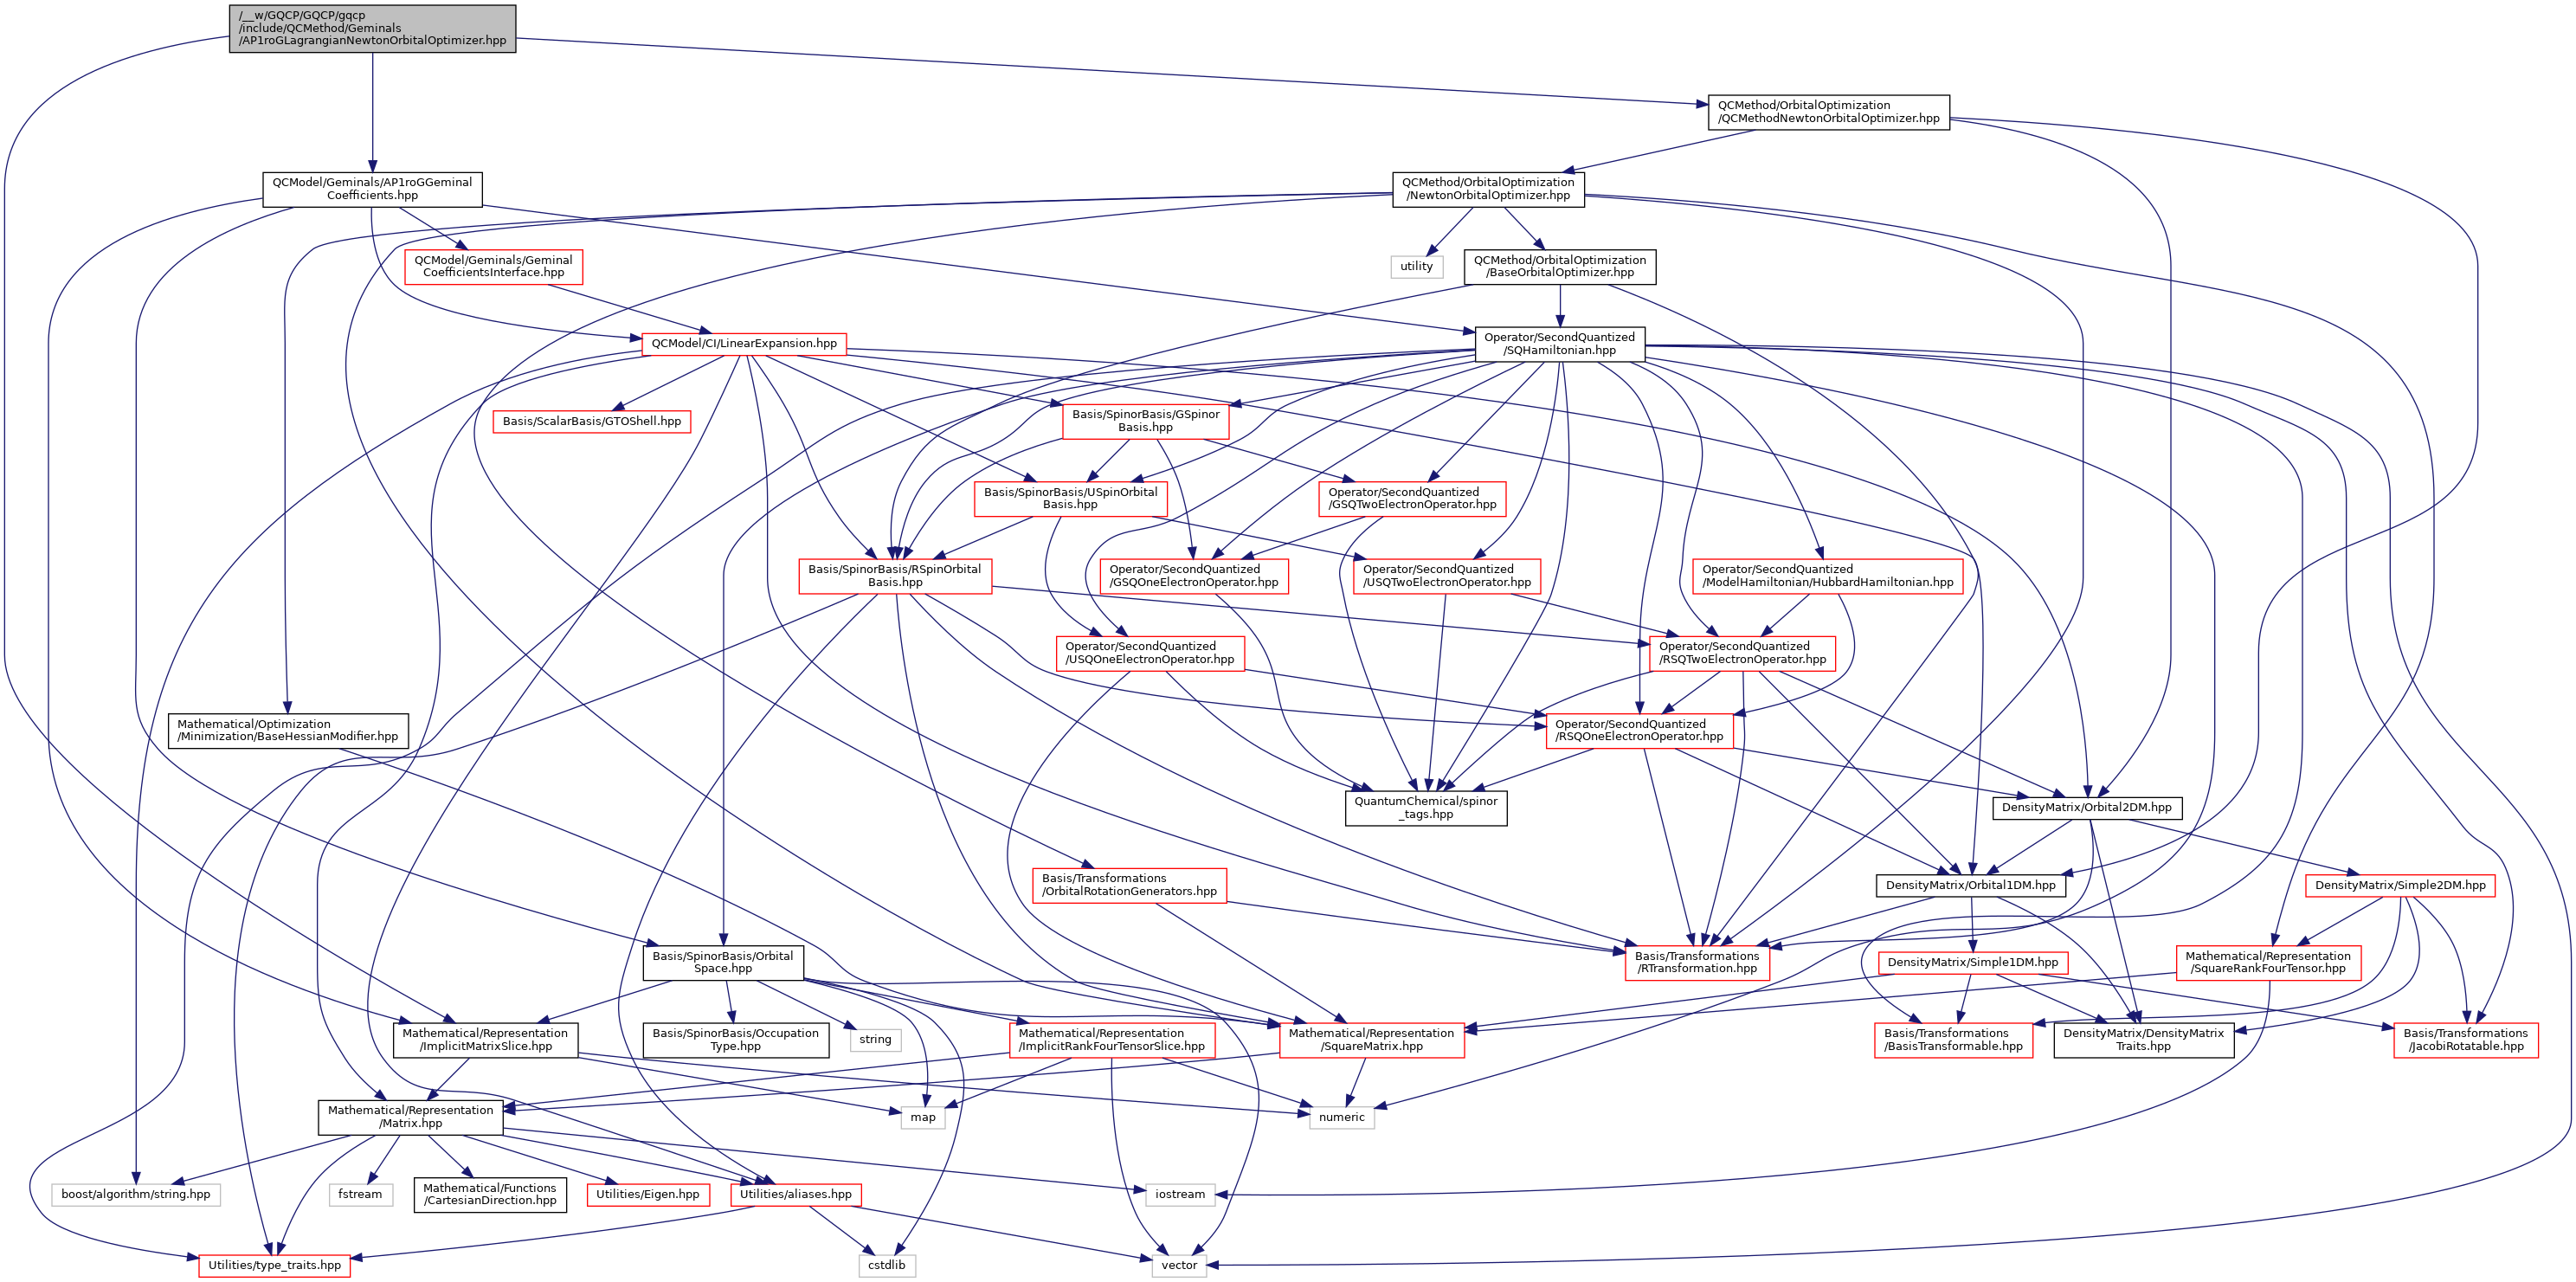 /__w/GQCP/GQCP/gqcp
/include/QCMethod/Geminals
/AP1roGLagrangianNewtonOrbitalOptimizer.hpp
QCMethod/OrbitalOptimization
/QCMethodNewtonOrbitalOptimizer.hpp
QCModel/Geminals/AP1roGGeminal
Coefficients.hpp
QCMethod/OrbitalOptimization
/NewtonOrbitalOptimizer.hpp
QCModel/Geminals/Geminal
CoefficientsInterface.hpp
utility
QCMethod/OrbitalOptimization
/BaseOrbitalOptimizer.hpp
QCModel/CI/LinearExpansion.hpp
Operator/SecondQuantized
/SQHamiltonian.hpp
Basis/ScalarBasis/GTOShell.hpp
Basis/SpinorBasis/GSpinor
Basis.hpp
Basis/SpinorBasis/USpinOrbital
Basis.hpp
Operator/SecondQuantized
/GSQTwoElectronOperator.hpp
Basis/SpinorBasis/RSpinOrbital
Basis.hpp
Operator/SecondQuantized
/GSQOneElectronOperator.hpp
Operator/SecondQuantized
/USQTwoElectronOperator.hpp
Operator/SecondQuantized
/ModelHamiltonian/HubbardHamiltonian.hpp
Operator/SecondQuantized
/USQOneElectronOperator.hpp
Operator/SecondQuantized
/RSQTwoElectronOperator.hpp
Mathematical/Optimization
/Minimization/BaseHessianModifier.hpp
Operator/SecondQuantized
/RSQOneElectronOperator.hpp
QuantumChemical/spinor
_tags.hpp
DensityMatrix/Orbital2DM.hpp
Basis/Transformations
/OrbitalRotationGenerators.hpp
DensityMatrix/Orbital1DM.hpp
DensityMatrix/Simple2DM.hpp
Basis/SpinorBasis/Orbital
Space.hpp
Basis/Transformations
/RTransformation.hpp
DensityMatrix/Simple1DM.hpp
Mathematical/Representation
/SquareRankFourTensor.hpp
Mathematical/Representation
/ImplicitMatrixSlice.hpp
Basis/SpinorBasis/Occupation
Type.hpp
string
Mathematical/Representation
/ImplicitRankFourTensorSlice.hpp
Mathematical/Representation
/SquareMatrix.hpp
Basis/Transformations
/BasisTransformable.hpp
DensityMatrix/DensityMatrix
Traits.hpp
Basis/Transformations
/JacobiRotatable.hpp
Mathematical/Representation
/Matrix.hpp
map
numeric
boost/algorithm/string.hpp
fstream
Mathematical/Functions
/CartesianDirection.hpp
Utilities/Eigen.hpp
Utilities/aliases.hpp
iostream
Utilities/type_traits.hpp
cstdlib
vector